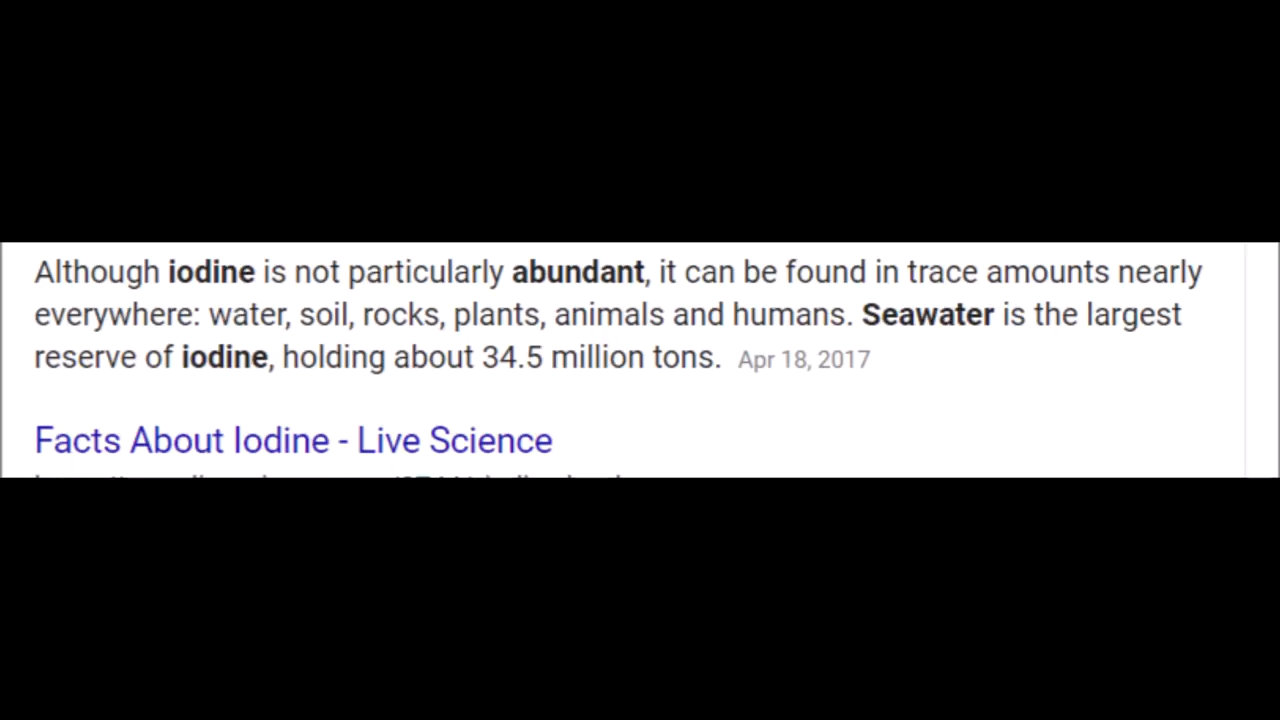 Although iodine is not particularly abundant, it can be found in trace amounts nearly
everywhere: water, soil, rocks, plants, animals and humans. Seawater is the largest
reserve of iodine, holding about 34.5 million tons. Apr 18, 2017
Facts About Iodine - Live Science